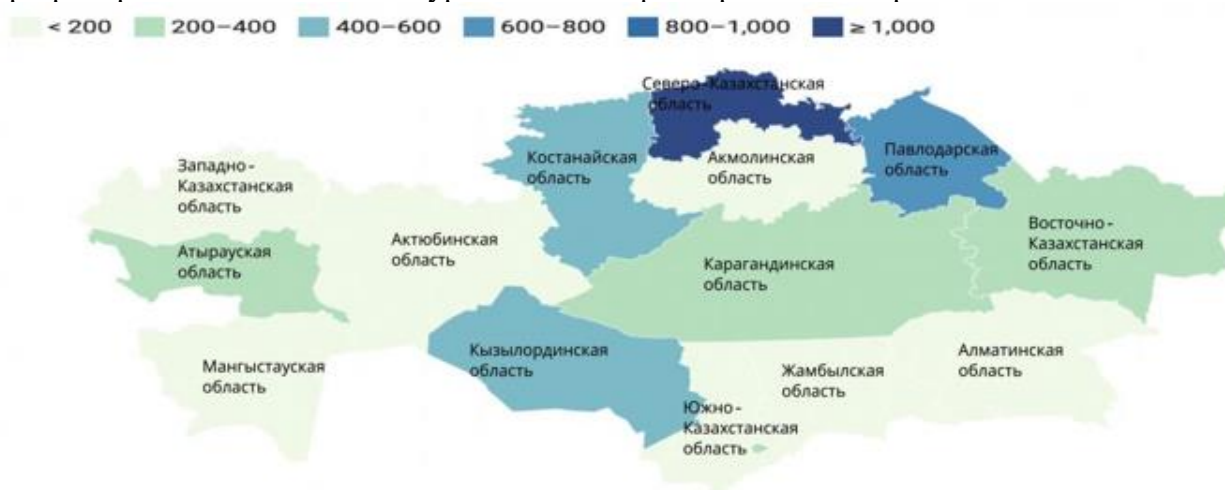 < 200 200–400 400–600 600–800 800–1,000 ≥ 1,000
Северо-Казахстанская
область
Костанайская
область
Акмолинская
область
Павлодарская
область
Западно-
Казахстанская
область
Актюбинская
область
Атырауская
область
Восточно-
Казахстанская
область
Карагандинская
область
Мангыстауская
область
Кызылординская
область
Жамбылская
область
Алматинская
область
Южно-
Казахстанская
область